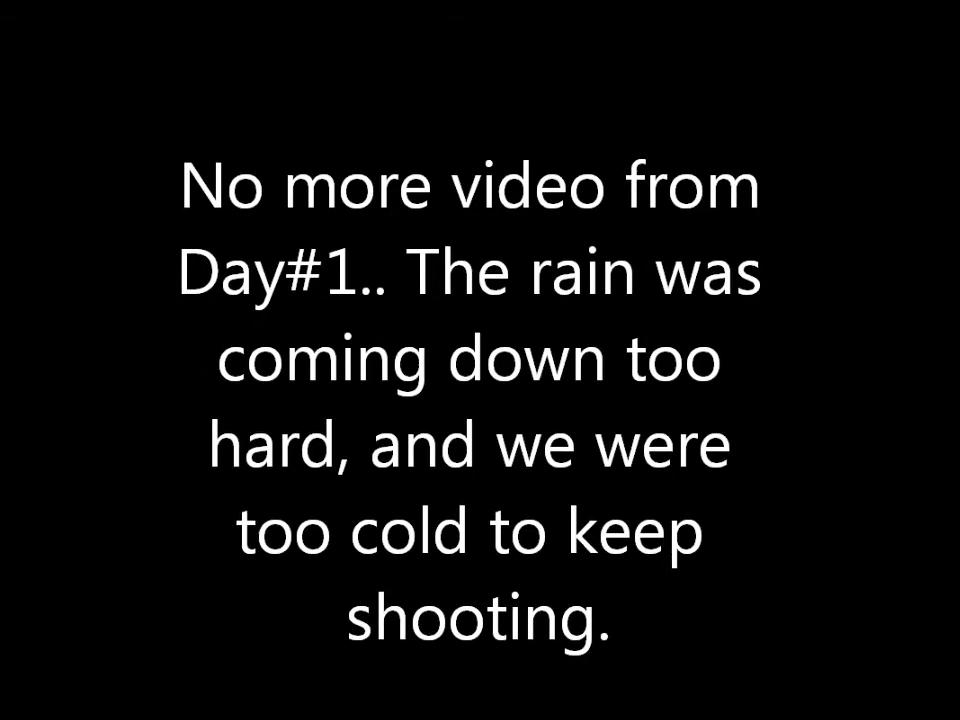 No more video from
Day#1.. The rain was
coming down too
hard, and we were
too cold to keep
shooting.